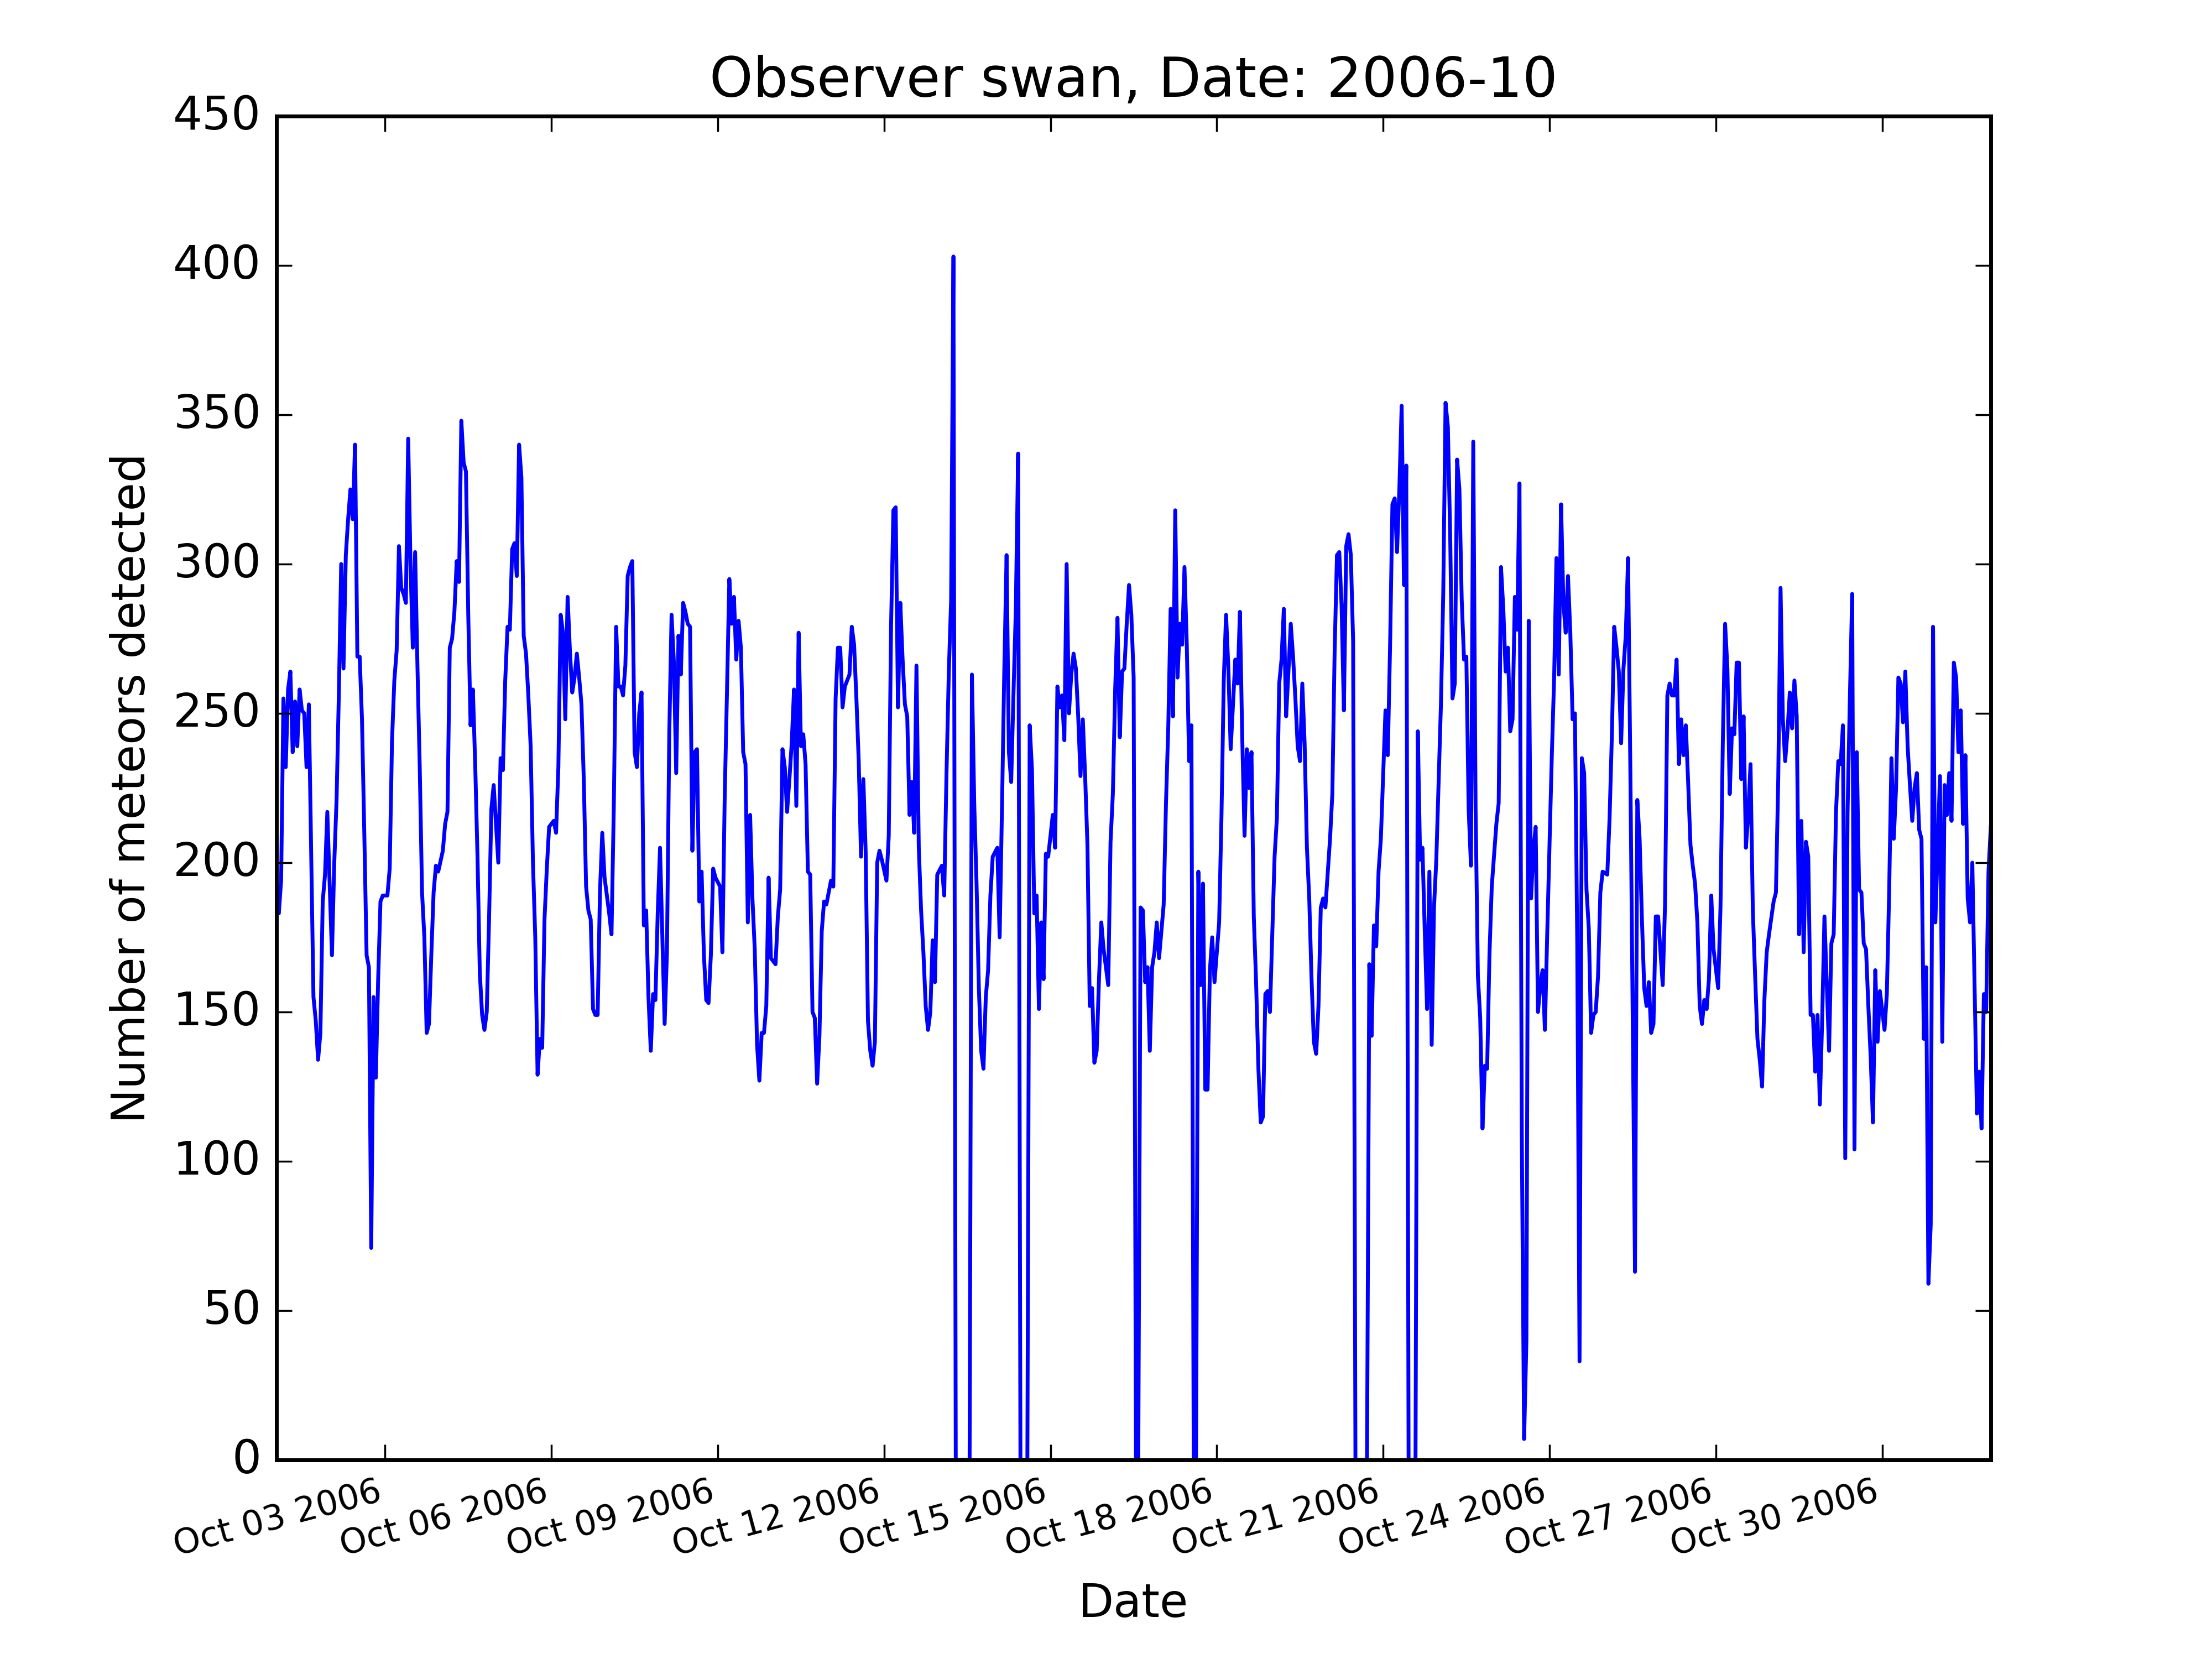 Observer swan, Date: 2006-10
Number of meteors detected
450
400
350
300
250
200
150
100
50
0
Oct 03 2006
Oct 06 2006
Oct 09 2006
Oct 12 2006
Oct 15 2006
Oct 18 2006
Oct 21 2006
Oct 24 2006
Oct 27 2006
Oct 30 2006
Date